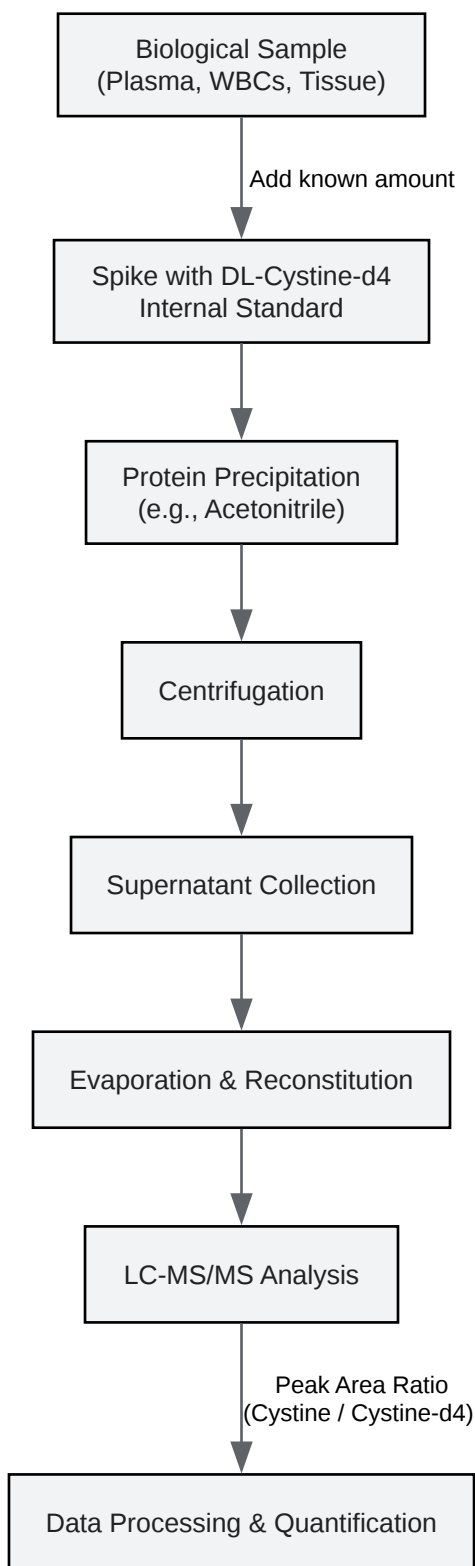 Biological Sample
(Plasma, WBCs, Tissue)
Add known amount
Spike with DL-Cystine-d4
Internal Standard
Protein Precipitation
(e.g., Acetonitrile)
Centrifugation
Supernatant Collection
Evaporation & Reconstitution
LC-MS/MS Analysis
Peak Area Ratio
(Cystine / Cystine-d4)
Data Processing & Quantification